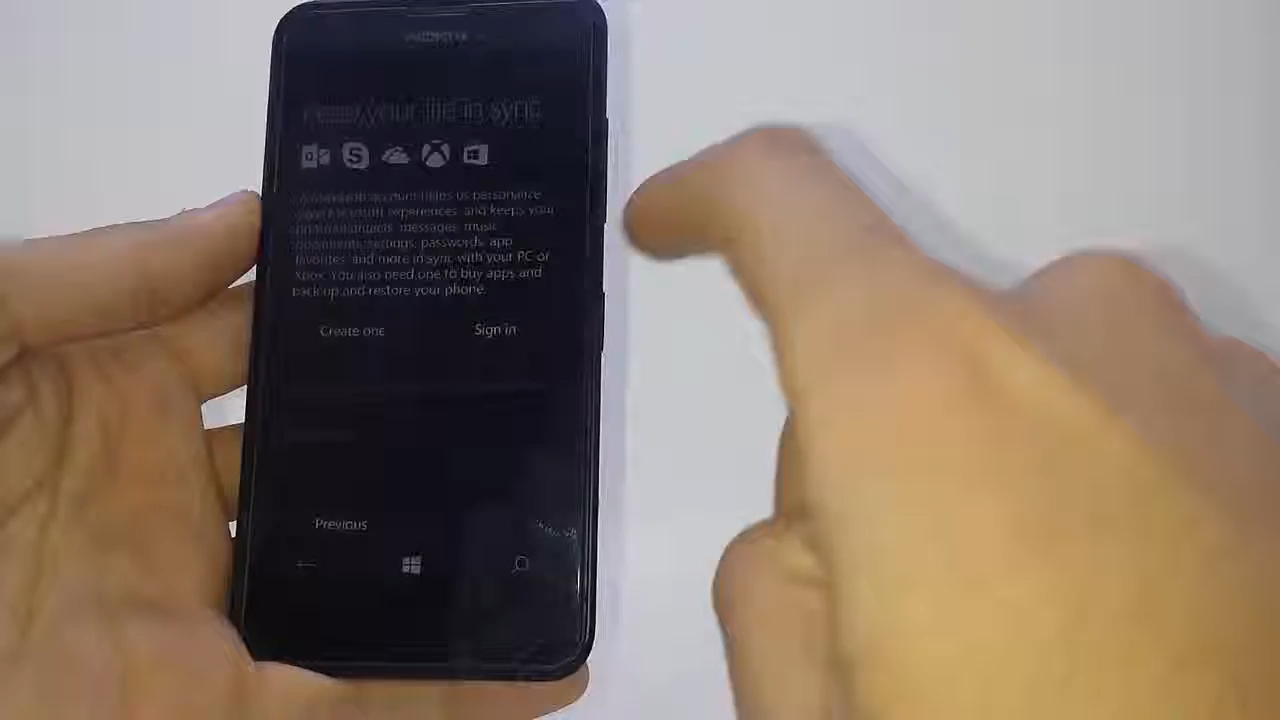 NOKIA
Keep your life in sync
A Microsoft account helps us personalize
your Microsoft experiences, and keeps your
contacts, messages, music,
documents, settings, passwords, app
favorites, and more in sync with your PC or
Xbox. You also need one to buy apps and
back up and restore your phone.
Create one
Sign in
Previous